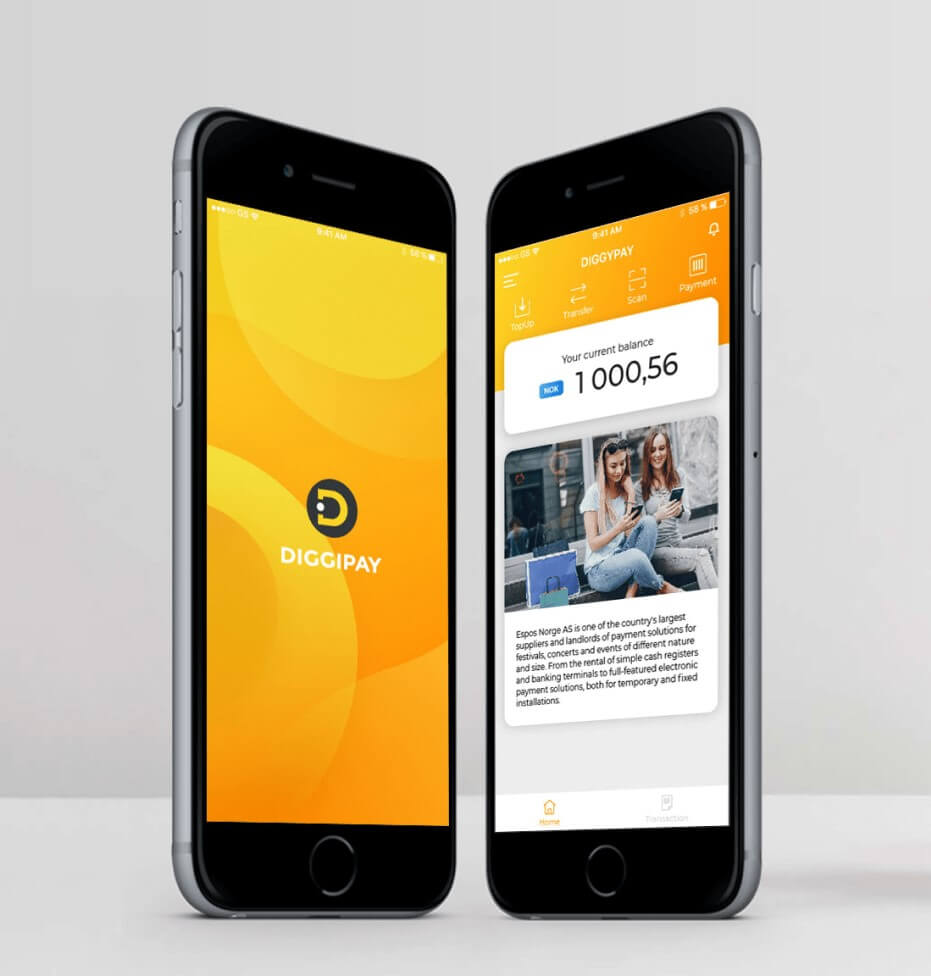 GS
9:41 AM
58 %
DIGGIPAY
GS
9:41 AM
58 %
DIGGYPAY
TopUp
Transfer
Scan
Payment
Your current balance
NOK 1 000,56
Espos Norge AS is one of the country's largest
suppliers and landlords of payment solutions for
festivals, concerts and events of different nature
and size. From the rental of simple cash registers
and banking terminals to full-featured electronic
payment solutions, both for temporary and fixed
installations.
Home
Transaction